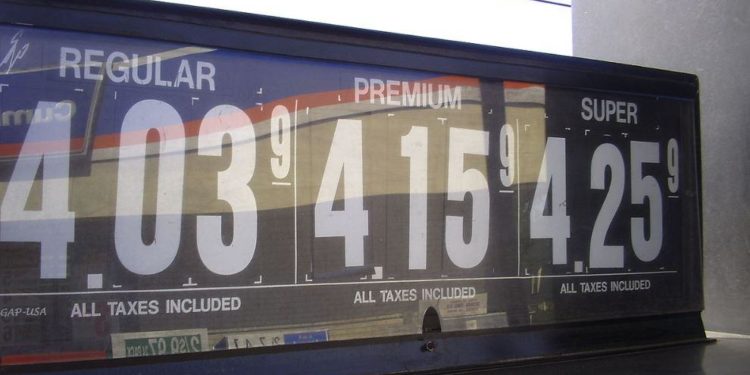 REGULAR
4.03 9
ALL TAXES INCLUDED
PREMIUM
4.15 9
ALL TAXES INCLUDED
SUPER
4.25 9
ALL TAXES INCLUDED
GAP-USA
Cum